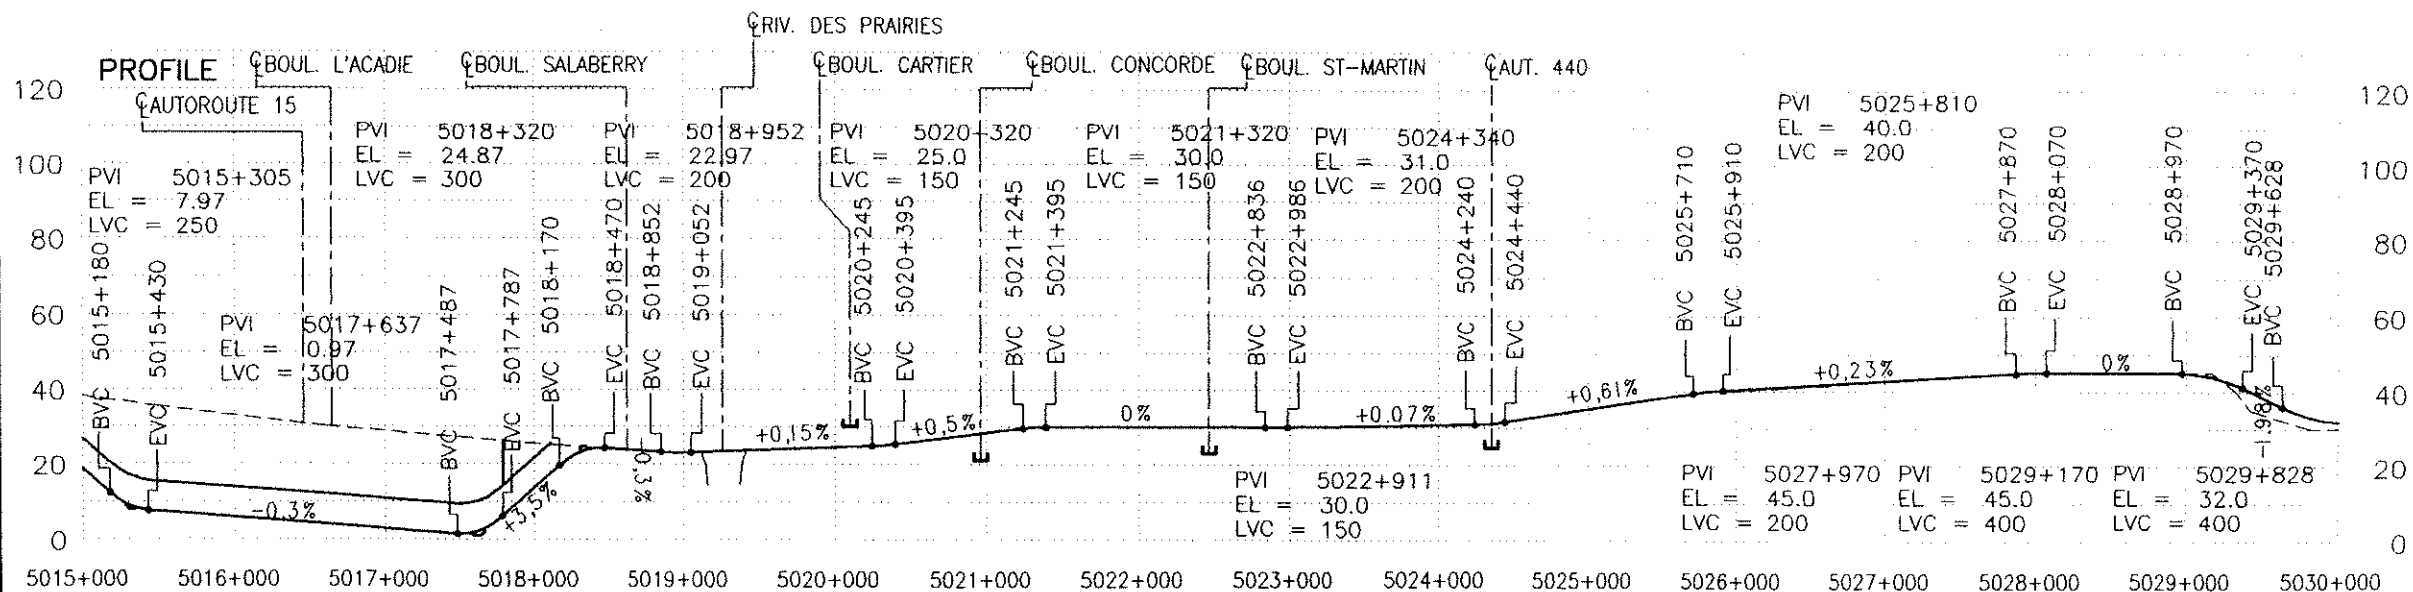 ℄RIV. DES PRAIRIES
PROFILE
℄BOUL. L'ACADIE
℄BOUL. SALABERRY
℄BOUL. CARTIER
℄BOUL. CONCORDE
℄BOUL. ST-MARTIN
℄AUT. 440
℄AUTOROUTE 15
120
100
80
60
40
20
0
PVI 5015+305
EL = 7.97
LVC = 250
PVI 5017+637
EL = 0.97
LVC = 300
PVI 5018+320
EL = 24.87
LVC = 300
PVI 5018+952
EL = 22.97
LVC = 200
PVI 5020+320
EL = 25.0
LVC = 150
PVI 5021+320
EL = 30.0
LVC = 150
PVI 5024+340
EL = 31.0
LVC = 200
PVI 5025+810
EL = 40.0
LVC = 200
BVC 5015+180
EVC 5015+430
BVC 5017+487
EVC 5017+787
BVC 5018+170
EVC 5018+470
BVC 5018+852
EVC 5019+052
BVC 5020+245
EVC 5020+395
BVC 5021+245
EVC 5021+395
BVC 5022+836
EVC 5022+986
BVC 5024+240
EVC 5024+440
BVC 5025+710
EVC 5025+910
BVC 5027+870
EVC 5028+070
BVC 5028+970
EVC 5029+370
BVC 5029+628
-0.3%
+3,5%
-0,3%
+0,15%
+0,5%
0%
+0.07%
+0,61%
+0,23%
0%
-1.98%
PVI 5022+911
EL = 30.0
LVC = 150
PVI 5027+970
EL = 45.0
LVC = 200
PVI 5029+170
EL = 45.0
LVC = 400
PVI 5029+828
EL = 32.0
LVC = 400
120
100
80
60
40
20
0
5015+000 5016+000 5017+000 5018+000 5019+000 5020+000 5021+000 5022+000 5023+000 5024+000 5025+000 5026+000 5027+000 5028+000 5029+000 5030+000